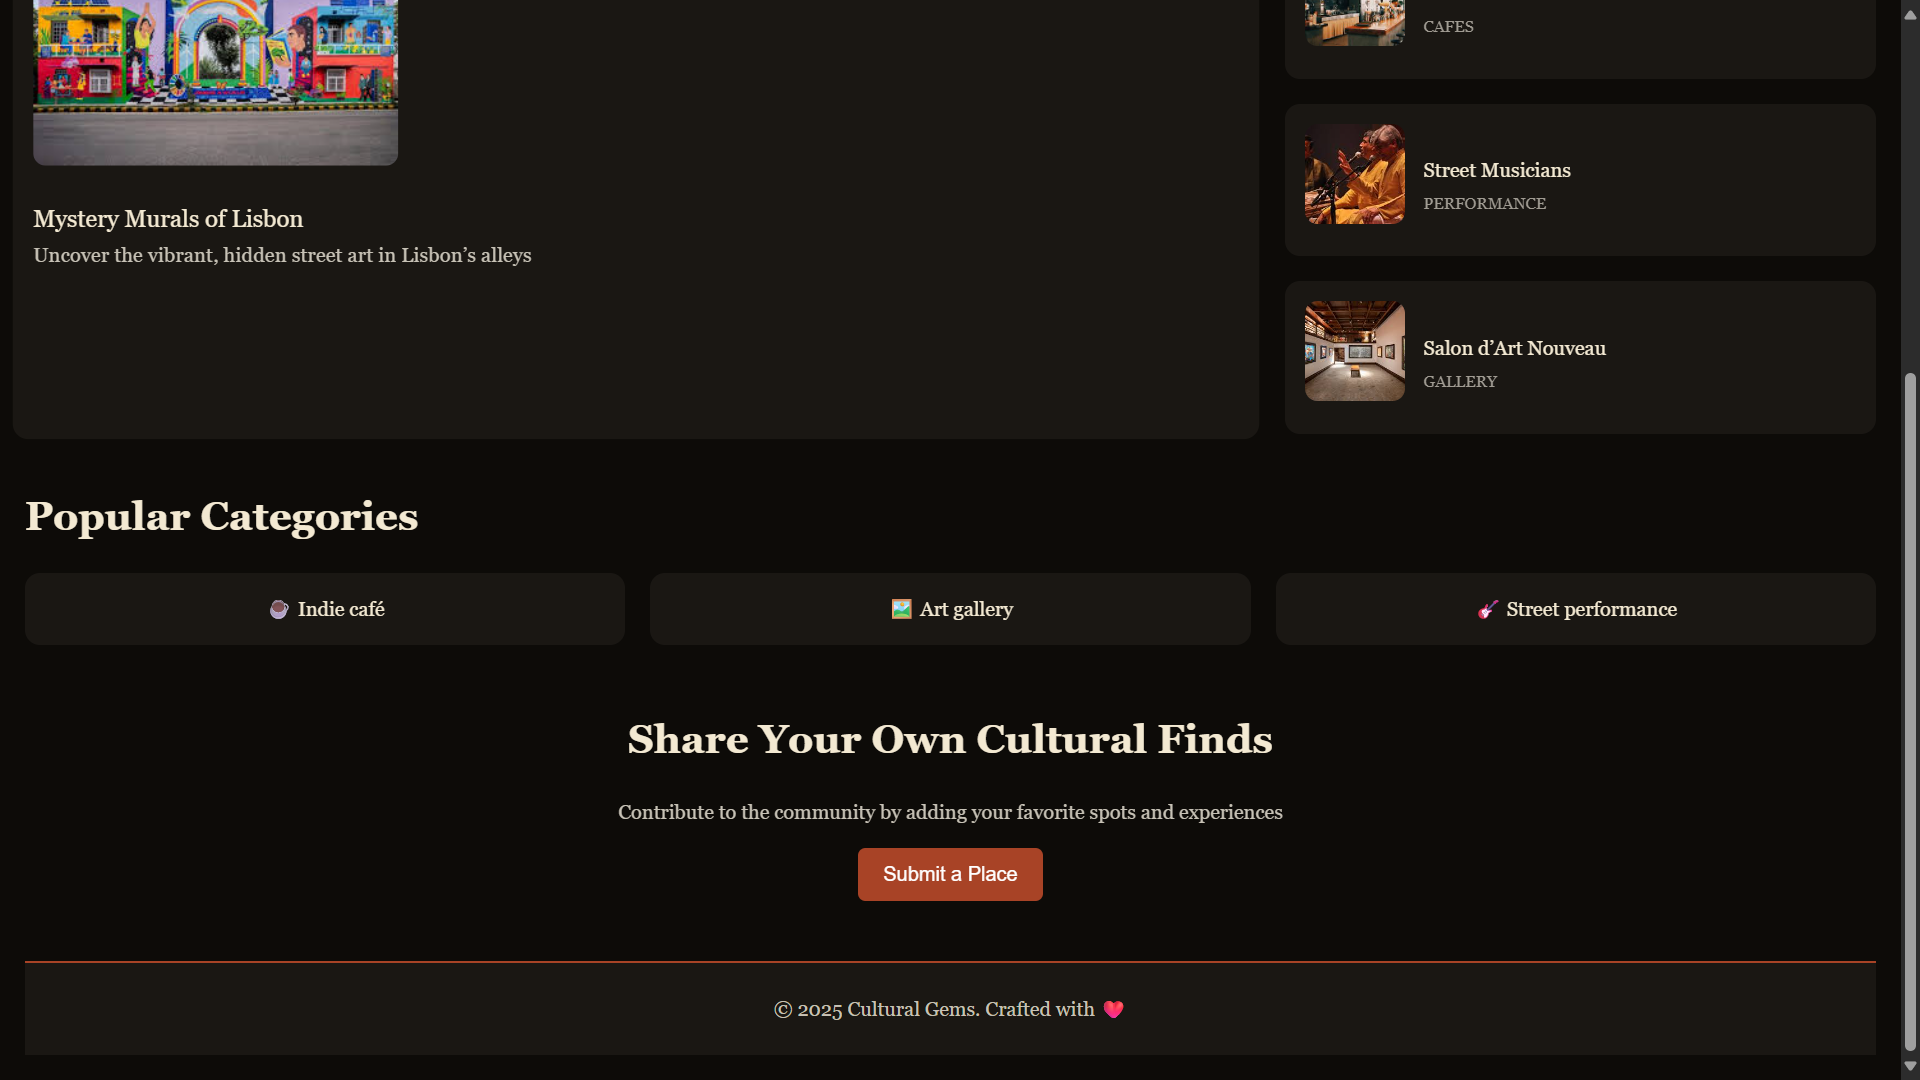 CAFES
Street Musicians
PERFORMANCE
Mystery Murals of Lisbon
Uncover the vibrant, hidden street art in Lisbon’s alleys
Salon d’Art Nouveau
GALLERY
Popular Categories
Indie café
Art gallery
Street performance
Share Your Own Cultural Finds
Contribute to the community by adding your favorite spots and experiences
Submit a Place
© 2025 Cultural Gems. Crafted with